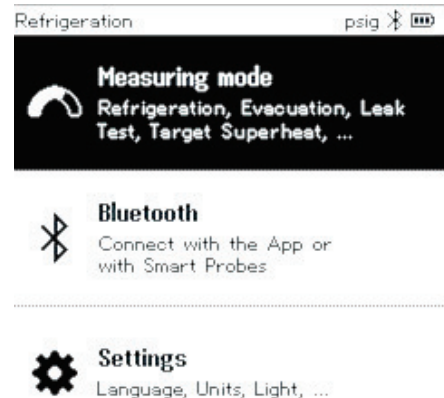 Refrigeration psig
Measuring mode
Refrigeration, Evacuation, Leak
Test, Target Superheat, ...
Bluetooth
Connect with the App or
with Smart Probes
Settings
Language, Units, Light, ...